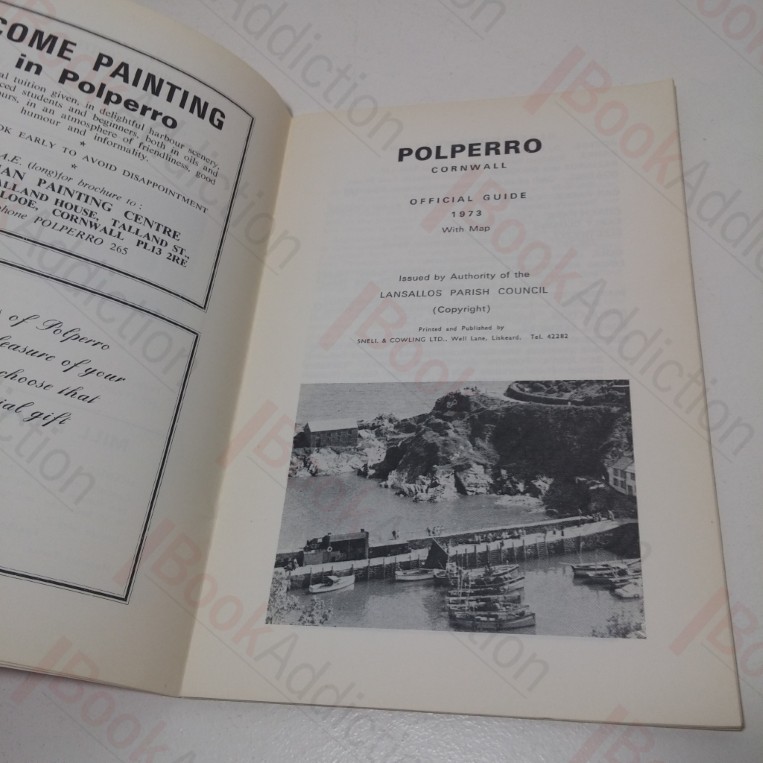 COME PAINTING
in Polperro
al tuition given, in delightful harbour scenery,
ced students and beginners, both in oils and
urs, in an atmosphere of friendliness, good
humour and informality.
*
OK EARLY TO AVOID DISAPPOINTMENT
*
A.E. (long) for brochure to :
IAN PAINTING CENTRE
ALLAND HOUSE, TALLAND ST.,
LOOE, CORNWALL PL13 2RE
phone POLPERRO 265
s of Polperro
leasure of your
choose that
ial gift
POLPERRO
CORNWALL
OFFICIAL GUIDE
1973
With Map
Issued by Authority of the
LANSALLOS PARISH COUNCIL
(Copyright)
Printed and Published by
SNELL & COWLING LTD., Well Lane, Liskeard. Tel. 42282
BookAddiction